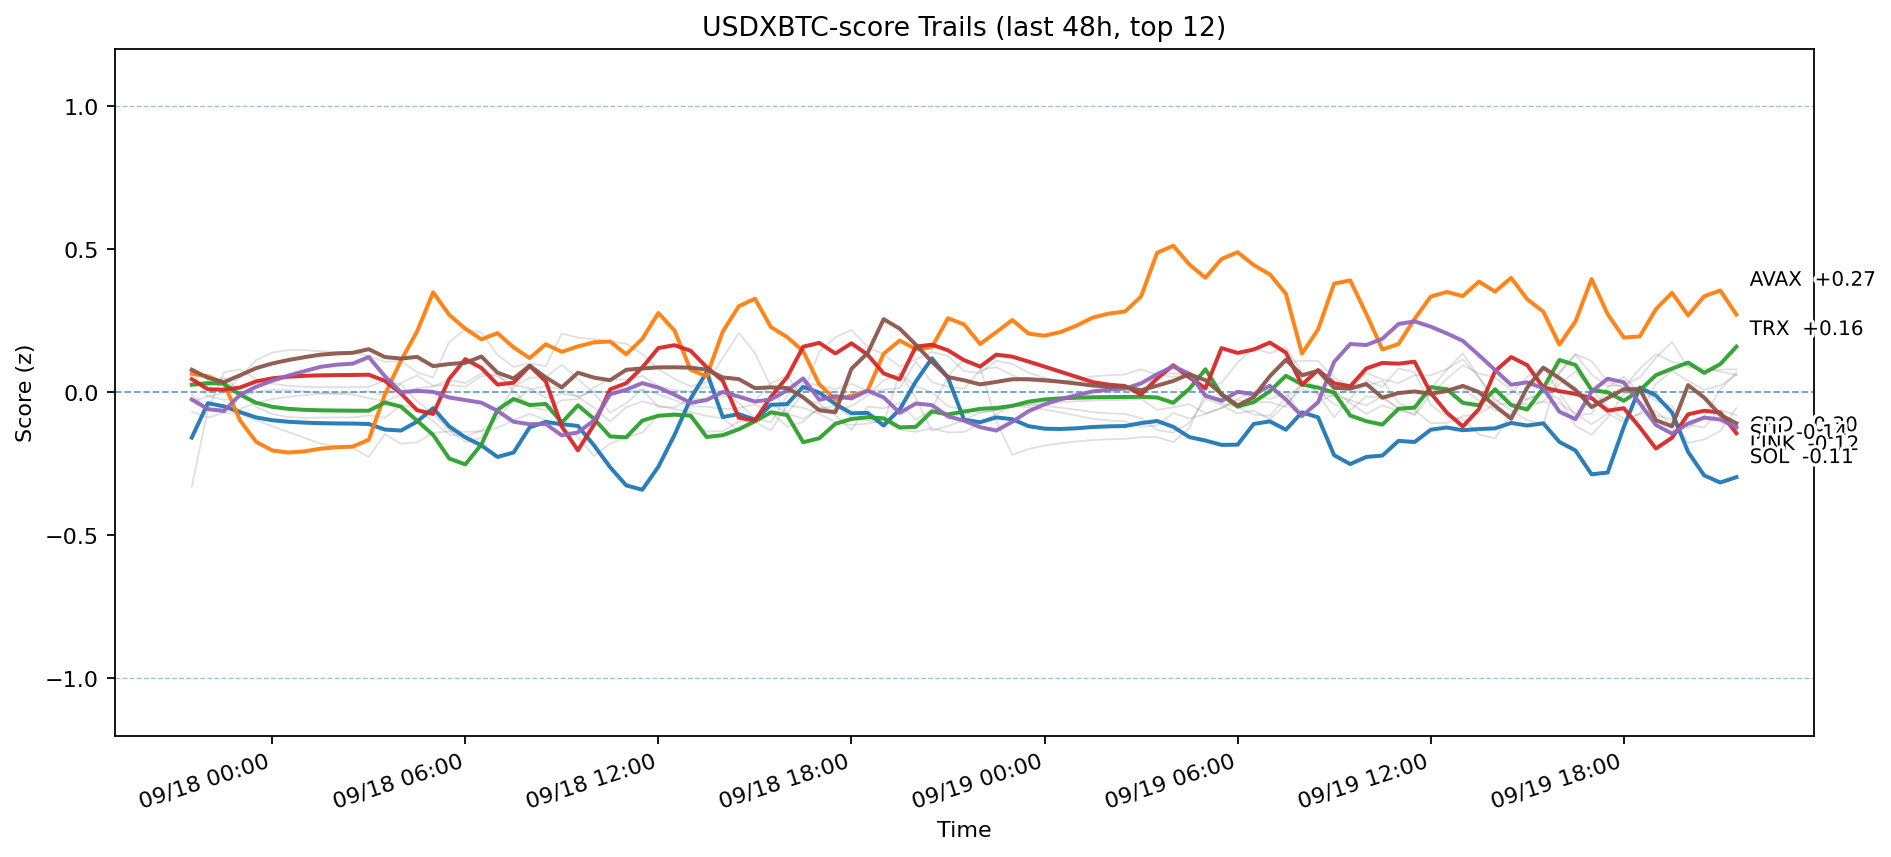 USDXBTC-score Trails (last 48h, top 12)
Score (z)
1.0
0.5
0.0
−0.5
−1.0
AVAX +0.27
TRX +0.16
LINK -0.12
SOL -0.11
09/18 00:00
09/18 06:00
09/18 12:00
09/18 18:00
09/19 00:00
09/19 06:00
09/19 12:00
09/19 18:00
Time